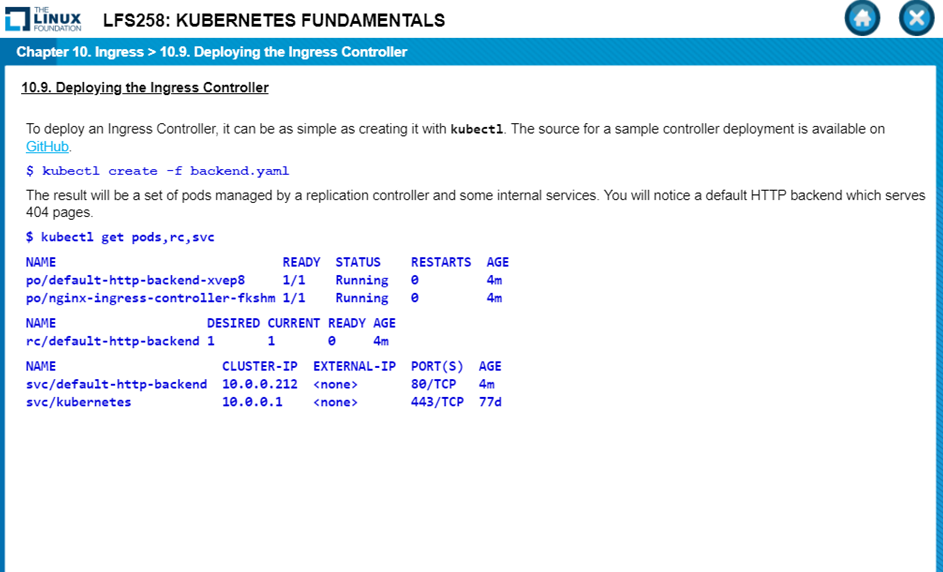 THE
LINUX
FOUNDATION
LFS258: KUBERNETES FUNDAMENTALS
Chapter 10. Ingress > 10.9. Deploying the Ingress Controller
10.9. Deploying the Ingress Controller
To deploy an Ingress Controller, it can be as simple as creating it with kubectl. The source for a sample controller deployment is available on
GitHub.
$ kubectl create -f backend.yaml
The result will be a set of pods managed by a replication controller and some internal services. You will notice a default HTTP backend which serves
404 pages.
$ kubectl get pods,rc,svc
NAME READY STATUS RESTARTS AGE
po/default-http-backend-xvep8 1/1 Running 0 4m
po/nginx-ingress-controller-fkshm 1/1 Running 0 4m
NAME DESIRED CURRENT READY AGE
rc/default-http-backend 1 1 0 4m
NAME CLUSTER-IP EXTERNAL-IP PORT(S) AGE
svc/default-http-backend 10.0.0.212 <none> 80/TCP 4m
svc/kubernetes 10.0.0.1 <none> 443/TCP 77d